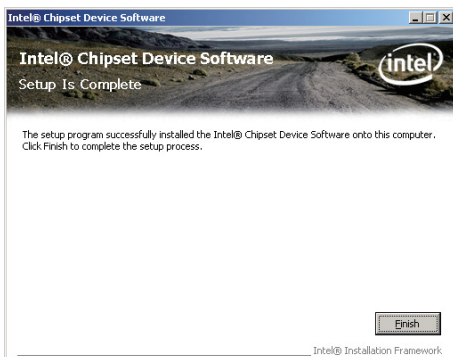 Intel® Chipset Device Software
Intel® Chipset Device Software
Setup Is Complete
intel
The setup program successfully installed the Intel® Chipset Device Software onto this computer.
Click Finish to complete the setup process.
Finish
Intel® Installation Framework